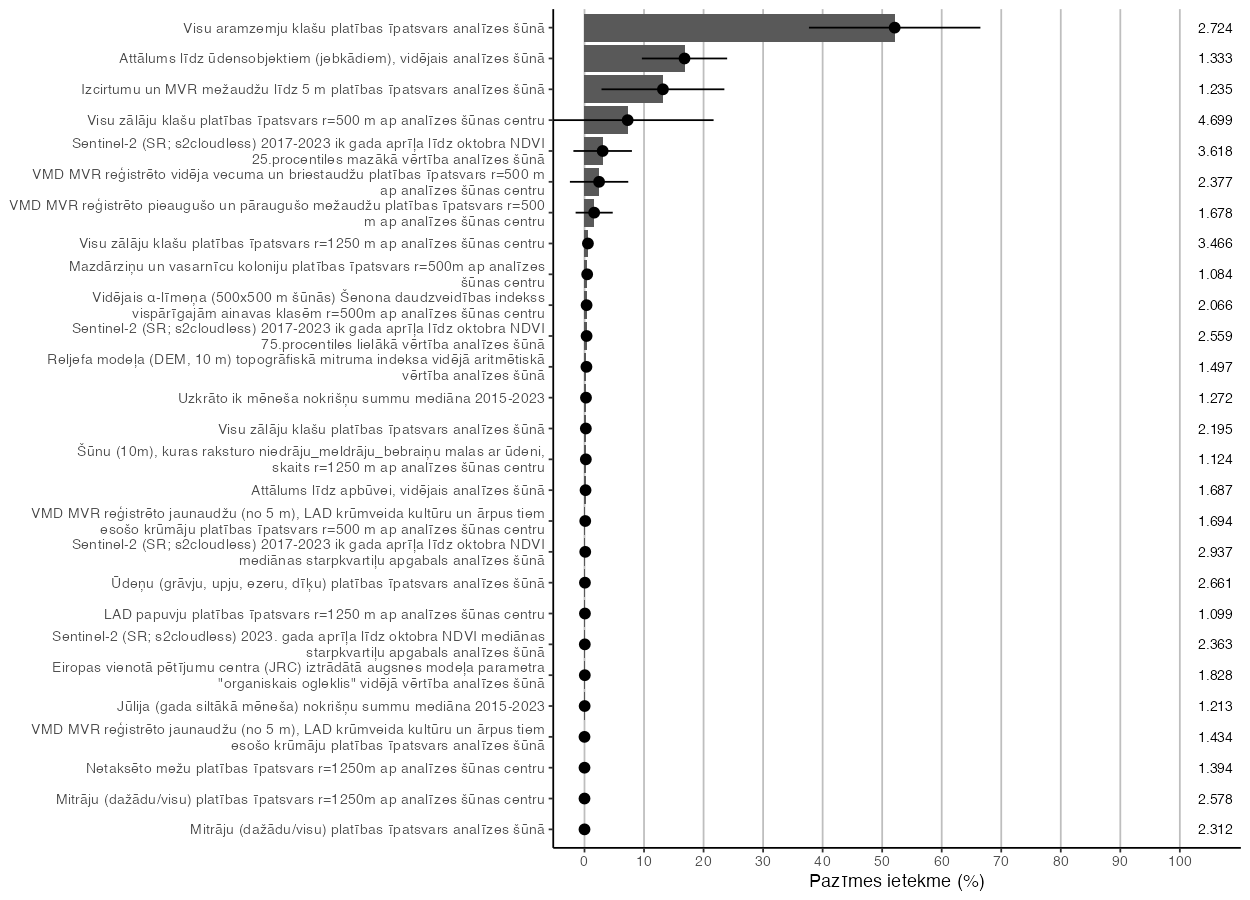 Visu aramzemju klašu platības īpatsvars analīzes šūnā 2.724
Attālums līdz ūdensobjektiem (jebkādiem), vidējais analīzes šūnā 1.333
Izcirtumu un MVR mežaudžu līdz 5 m platības īpatsvars analīzes šūnā 1.235
Visu zālāju klašu platības īpatsvars r=500 m ap analīzes šūnas centru 4.699
Sentinel-2 (SR; s2cloudless) 2017-2023 ik gada aprīļa līdz oktobra NDVI
25.procentiles mazākā vērtība analīzes šūnā 3.618
VMD MVR reģistrēto vidēja vecuma un briestaudžu platības īpatsvars r=500 m
ap analīzes šūnas centru 2.377
VMD MVR reģistrēto pieaugušo un pāraugušo mežaudžu platības īpatsvars r=500
m ap analīzes šūnas centru 1.678
Visu zālāju klašu platības īpatsvars r=1250 m ap analīzes šūnas centru 3.466
Mazdārziņu un vasarnīcu koloniju platības īpatsvars r=500m ap analīzes
šūnas centru 1.084
Vidējais α-līmeņa (500x500 m šūnās) Šenona daudzveidības indekss
vispārīgajām ainavas klasēm r=500m ap analīzes šūnas centru 2.066
Sentinel-2 (SR; s2cloudless) 2017-2023 ik gada aprīļa līdz oktobra NDVI
75.procentiles lielākā vērtība analīzes šūnā 2.559
Reljefa modeļa (DEM, 10 m) topogrāfiskā mitruma indeksa vidējā aritmētiskā
vērtība analīzes šūnā 1.497
Uzkrāto ik mēneša nokrišņu summu mediāna 2015-2023 1.272
Visu zālāju klašu platības īpatsvars analīzes šūnā 2.195
Šūnu (10m), kuras raksturo niedrāju_meldrāju_bebraiņu malas ar ūdeni,
skaits r=1250 m ap analīzes šūnas centru 1.124
Attālums līdz apbūvei, vidējais analīzes šūnā 1.687
VMD MVR reģistrēto jaunaudžu (no 5 m), LAD krūmveida kultūru un ārpus tiem
esošo krūmāju platības īpatsvars r=500 m ap analīzes šūnas centru 1.694
Sentinel-2 (SR; s2cloudless) 2017-2023 ik gada aprīļa līdz oktobra NDVI
mediānas starpkvartiļu apgabals analīzes šūnā 2.937
Ūdeņu (grāvju, upju, ezeru, dīķu) platības īpatsvars analīzes šūnā 2.661
LAD papuvju platības īpatsvars r=1250 m ap analīzes šūnas centru 1.099
Sentinel-2 (SR; s2cloudless) 2023. gada aprīļa līdz oktobra NDVI mediānas
starpkvartiļu apgabals analīzes šūnā 2.363
Eiropas vienotā pētījumu centra (JRC) iztrādātā augsnes modeļa parametra
"organiskais ogleklis" vidējā vērtība analīzes šūnā 1.828
Jūlija (gada siltākā mēneša) nokrišņu summu mediāna 2015-2023 1.213
VMD MVR reģistrēto jaunaudžu (no 5 m), LAD krūmveida kultūru un ārpus tiem
esošo krūmāju platības īpatsvars analīzes šūnā 1.434
Netaksēto mežu platības īpatsvars r=1250m ap analīzes šūnas centru 1.394
Mitrāju (dažādu/visu) platības īpatsvars r=1250m ap analīzes šūnas centru 2.578
Mitrāju (dažādu/visu) platības īpatsvars analīzes šūnā 2.312
0 10 20 30 40 50 60 70 80 90 100
Pazīmes ietekme (%)